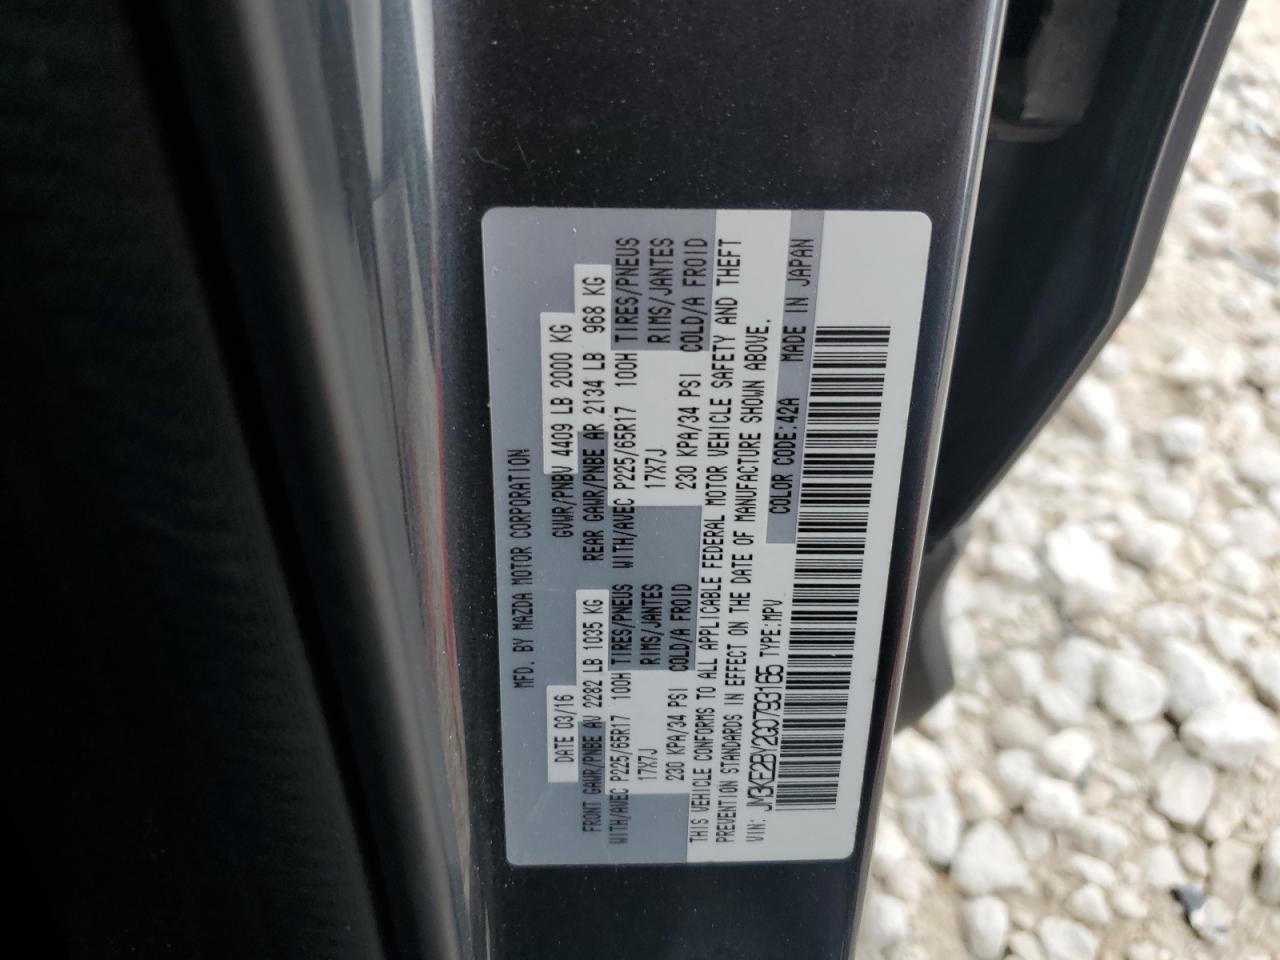 MFD. BY MAZDA MOTOR CORPORATION
DATE 03/16 GVWR/PNBV 4409 LB 2000 KG
FRONT GAWR/PNBE AV 2282 LB 1035 KG REAR GAWR/PNBE AR 2134 LB 968 KG
WITH/AVEC P225/65R17 100H TIRES/PNEUS WITH/AVEC P225/65R17 100H TIRES/PNEUS
17X7J RIMS/JANTES 17X7J RIMS/JANTES
230 KPA/34 PSI COLD/A FROID 230 KPA/34 PSI COLD/A FROID
THIS VEHICLE CONFORMS TO ALL APPLICABLE FEDERAL MOTOR VEHICLE SAFETY AND THEFT
PREVENTION STANDARDS IN EFFECT ON THE DATE OF MANUFACTURE SHOWN ABOVE.
VIN: JM3KE2BY2G0793165 TYPE:MPV COLOR CODE:42A MADE IN JAPAN